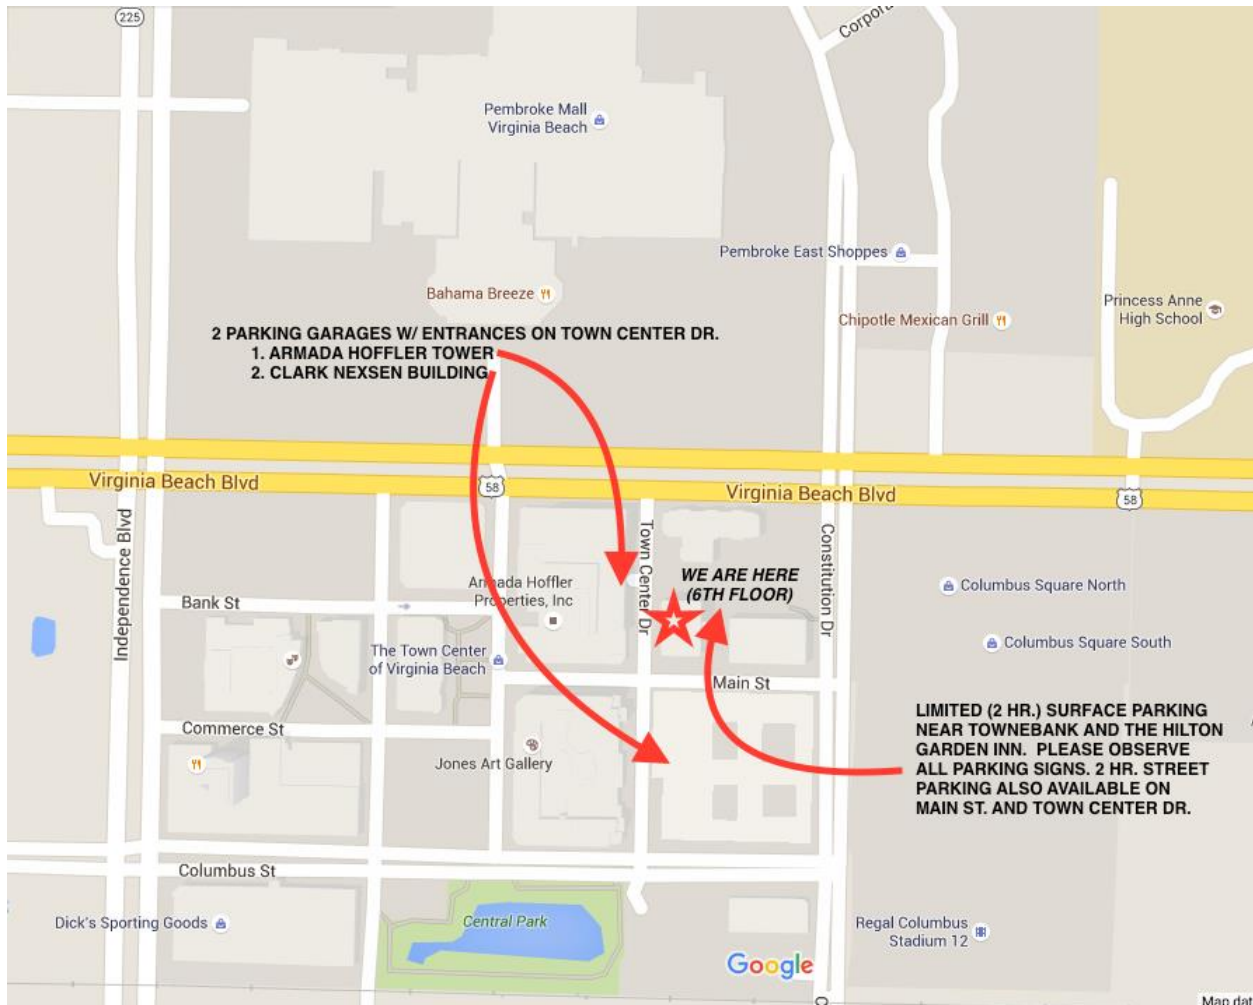 225
Corpora
Pembroke Mall
Virginia Beach
Pembroke East Shoppes
Bahama Breeze
Princess Anne
High School
Chipotle Mexican Grill
2 PARKING GARAGES W/ ENTRANCES ON TOWN CENTER DR.
1. ARMADA HOFFLER TOWER
2. CLARK NEXSEN BUILDING
Virginia Beach Blvd
58
Virginia Beach Blvd
58
Independence Blvd
Town Center Dr
Constitution Dr
WE ARE HERE
(6TH FLOOR)
Armada Hoffler
Properties, Inc
Columbus Square North
Bank St
Columbus Square South
The Town Center
of Virginia Beach
Main St
LIMITED (2 HR.) SURFACE PARKING
NEAR TOWNEBANK AND THE HILTON
GARDEN INN. PLEASE OBSERVE
ALL PARKING SIGNS. 2 HR. STREET
PARKING ALSO AVAILABLE ON
MAIN ST. AND TOWN CENTER DR.
Commerce St
Jones Art Gallery
Columbus St
Dick's Sporting Goods
Central Park
Regal Columbus
Stadium 12
Google
Map dat